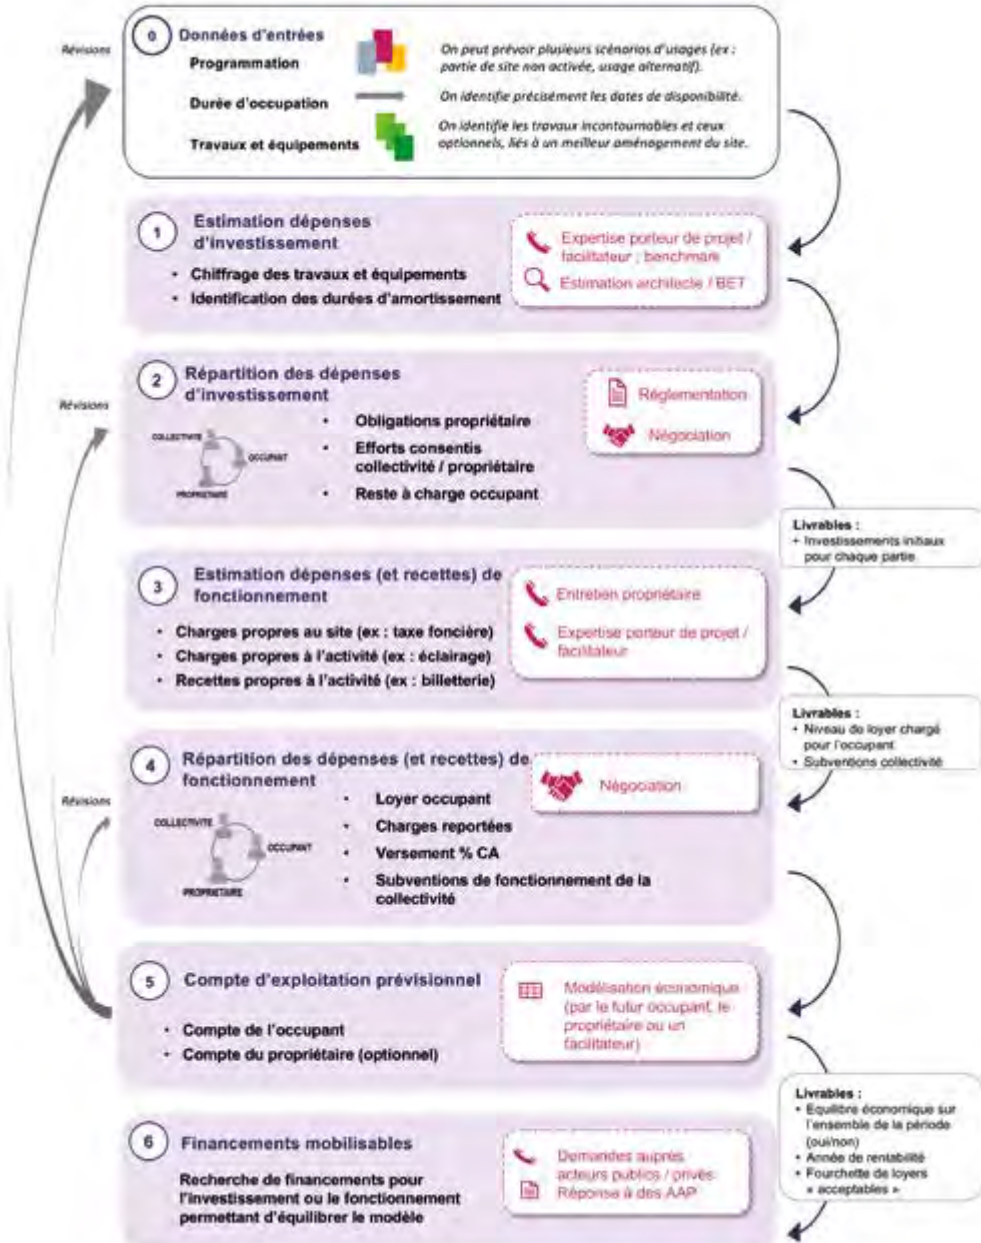 Révisions
0 Données d'entrées
Programmation
On peut prévoir plusieurs scénarios d'usages (ex :
partie de site non activée, usage alternatif).
Durée d'occupation
On identifie précisément les dates de disponibilité.
Travaux et équipements
On identifie les travaux incontournables et ceux
optionnels, liés à un meilleur aménagement du site.
1 Estimation dépenses
d'investissement
• Chiffrage des travaux et équipements
• Identification des durées d'amortissement
Expertise porteur de projet /
facilitateur ; benchmark
Estimation architecte / BET
Révisions
2 Répartition des dépenses
d'investissement
COLLECTIVITÉ
OCCUPANT
PROPRIETAIRE
• Obligations propriétaire
• Efforts consentis
collectivité / propriétaire
• Reste à charge occupant
Réglementation
Négociation
Livrables :
• Investissements initiaux
pour chaque partie
3 Estimation dépenses (et recettes) de
fonctionnement
• Charges propres au site (ex : taxe foncière)
• Charges propres à l'activité (ex : éclairage)
• Recettes propres à l'activité (ex : billetterie)
Entretien propriétaire
Expertise porteur de projet /
facilitateur
Livrables :
• Niveau de loyer chargé
pour l'occupant
• Subventions collectivité
Révisions
4 Répartition des dépenses (et recettes) de
fonctionnement
COLLECTIVITÉ
OCCUPANT
PROPRIETAIRE
• Loyer occupant
• Charges reportées
• Versement % CA
• Subventions de fonctionnement de la
collectivité
Négociation
5 Compte d'exploitation prévisionnel
• Compte de l'occupant
• Compte du propriétaire (optionnel)
Modélisation économique
(par le futur occupant, le
propriétaire ou un
facilitateur)
Livrables :
• Equilibre économique sur
l'ensemble de la période
(oui/non)
• Année de rentabilité
• Fourchette de loyers
« acceptables »
6 Financements mobilisables
Recherche de financements pour
l'investissement ou le fonctionnement
permettant d'équilibrer le modèle
Demandes auprès
acteurs publics / privés
Réponse à des AAP